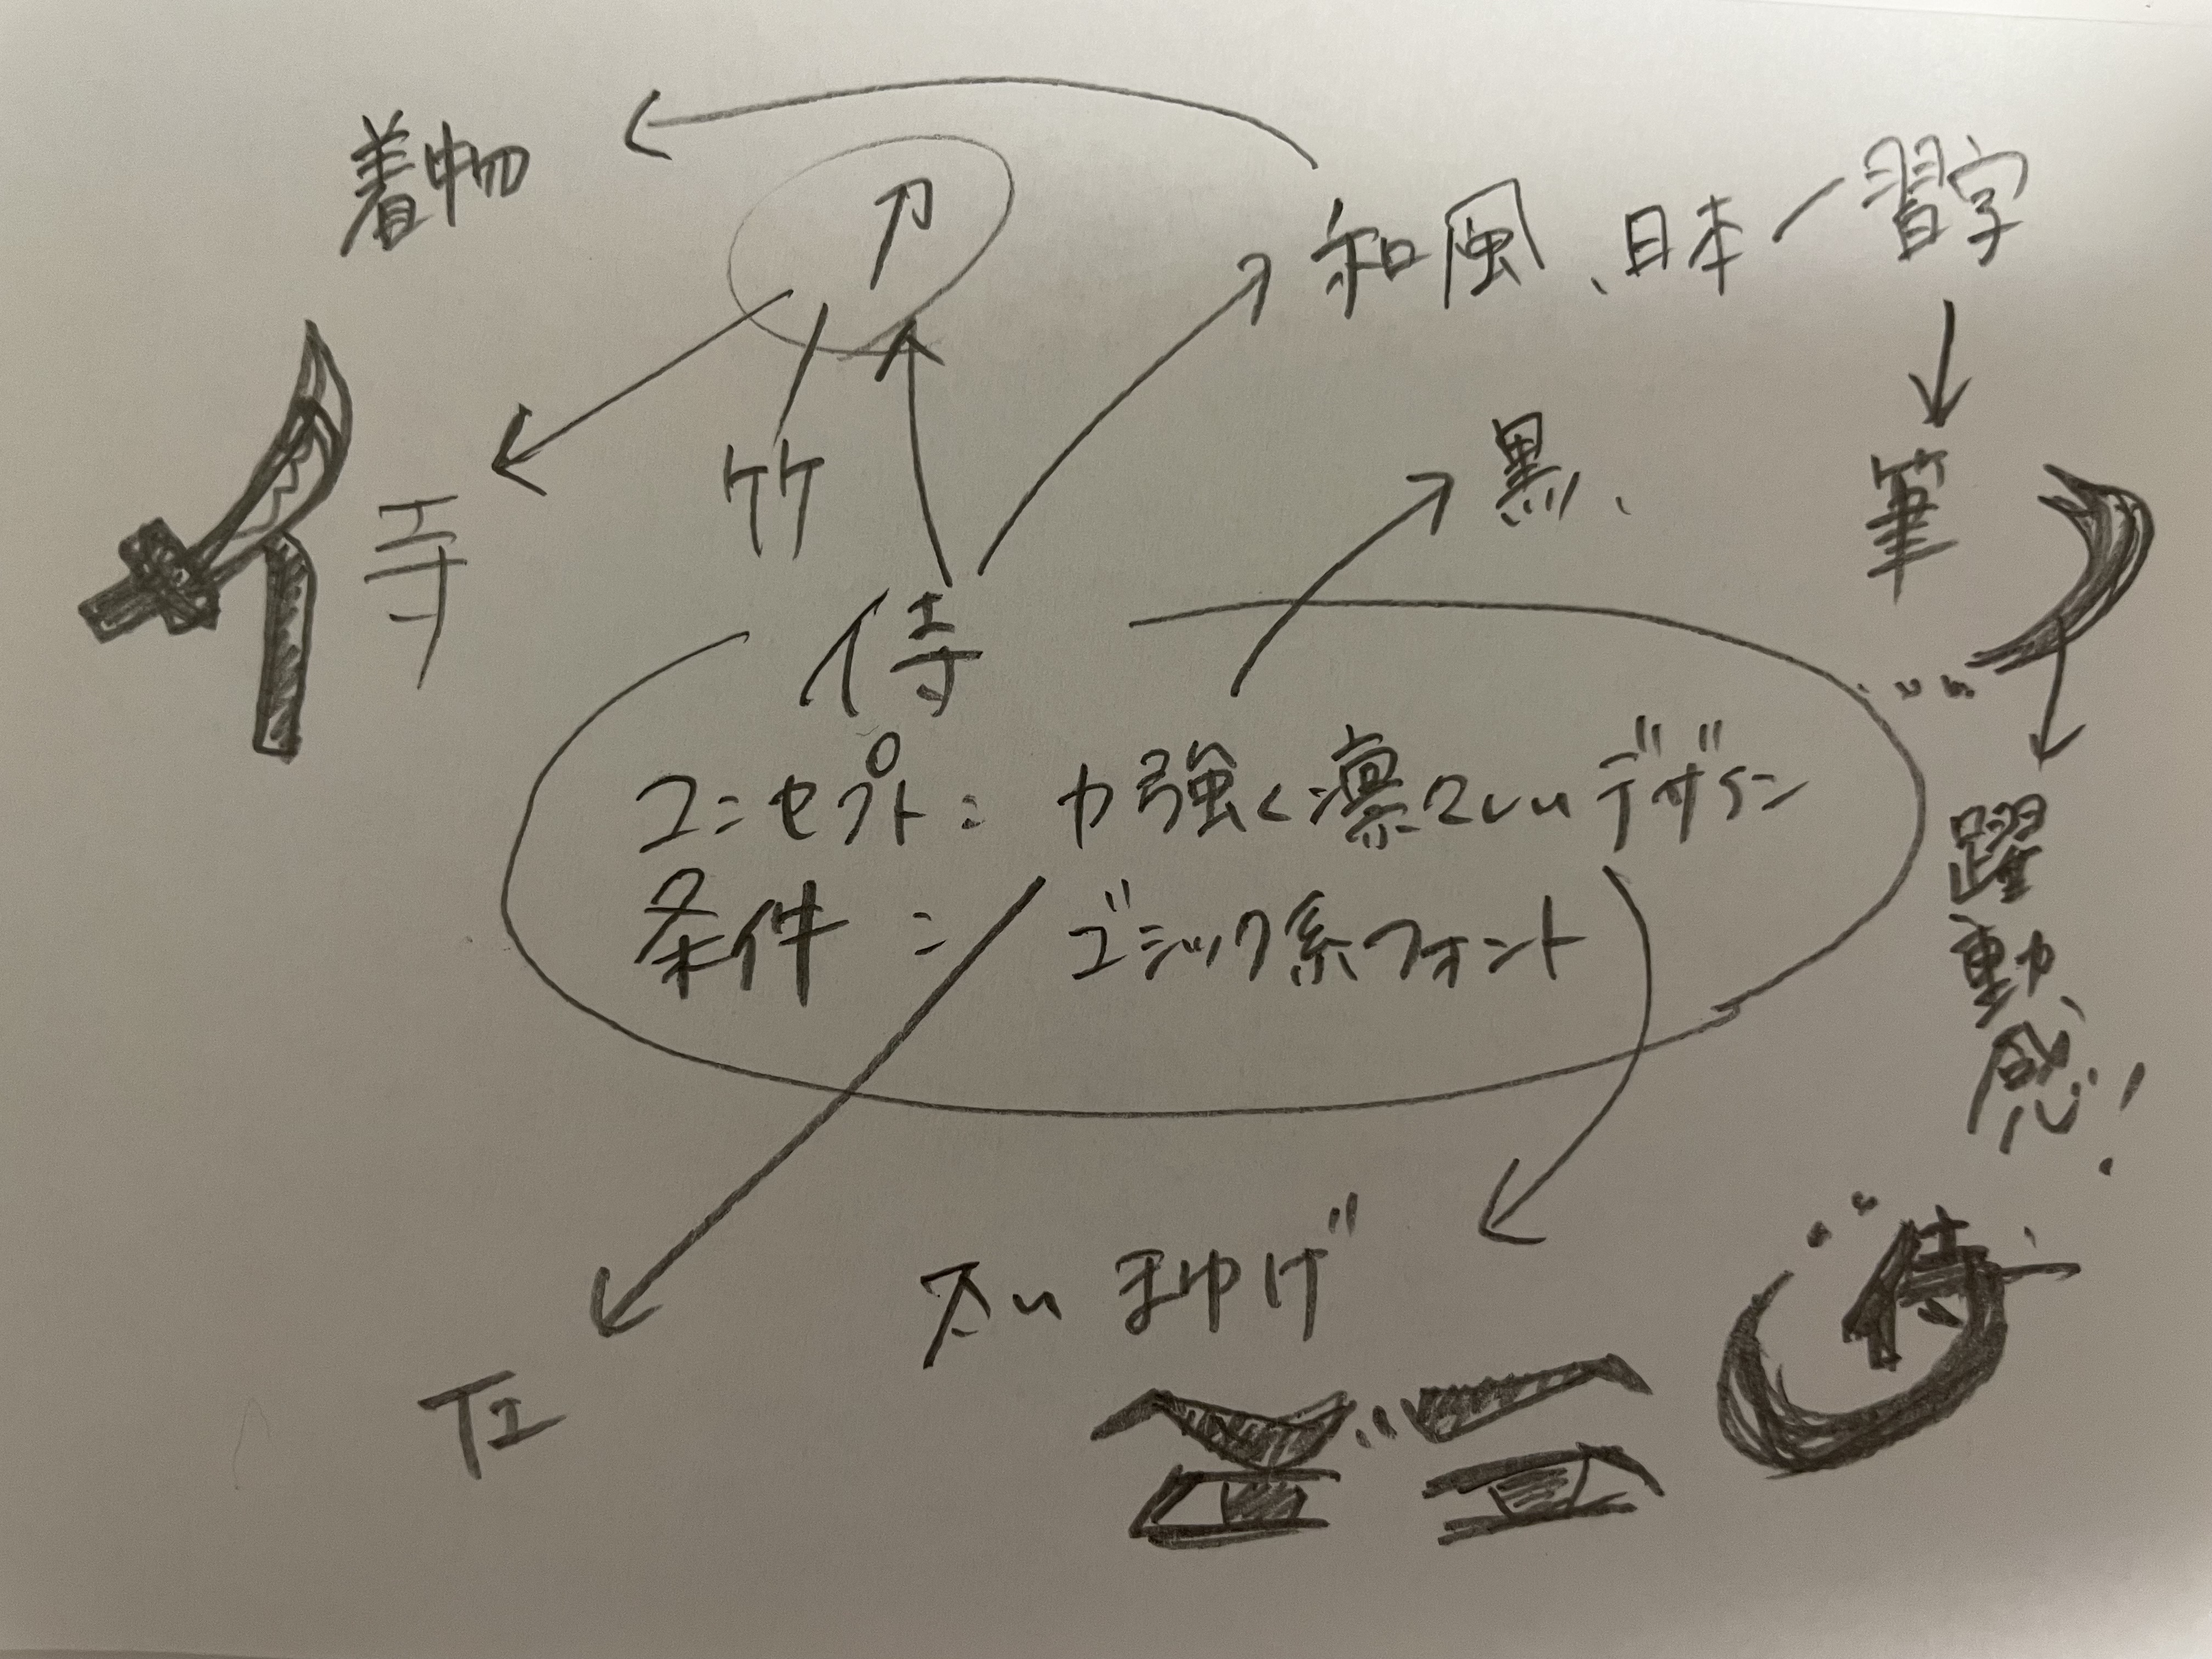 着物
刀
和風、日本ー習字
竹
黒、
筆
寺
侍
コンセプト: 力強く凛々しいデザイン
条件: ゴシック系フォント
躍動感!
太いまゆげ
侍